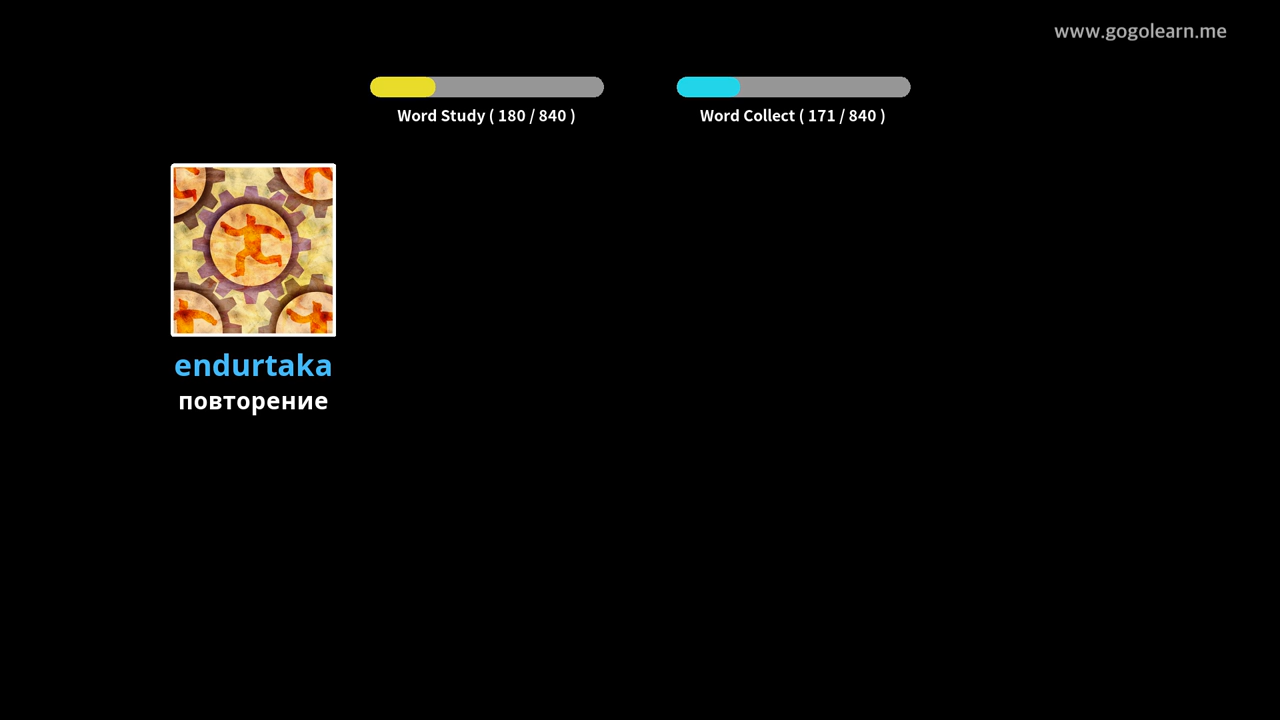 www.gogolearn.me
Word Study ( 180 / 840 )
Word Collect ( 171 / 840 )
endurtaka
повторение